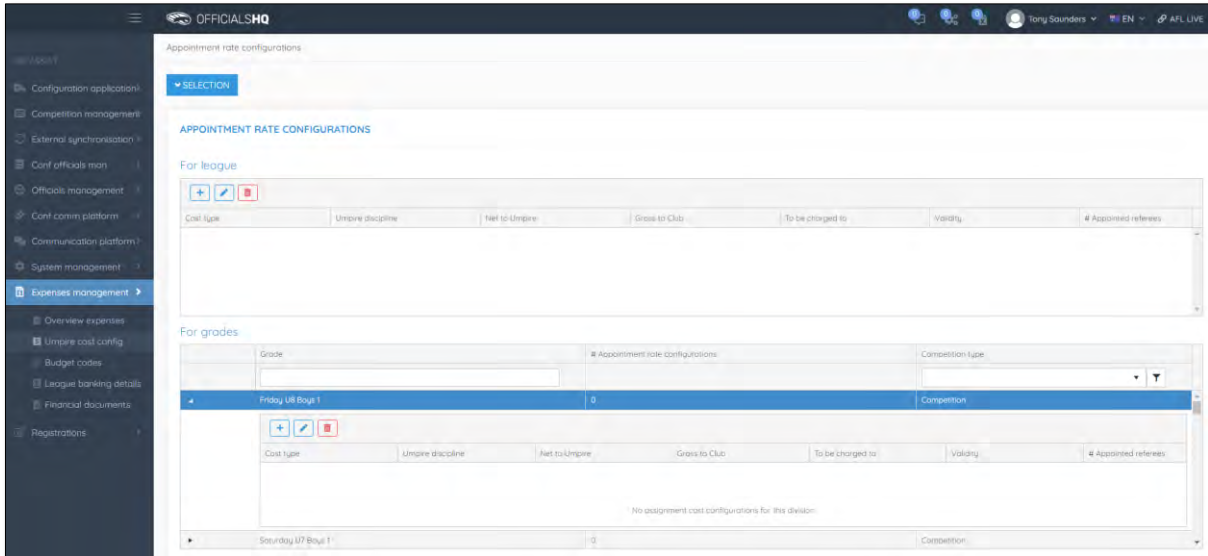 OFFICIALSHQ
0 0 0 Tony Saunders EN AFL LIVE
Appointment rate configurations
SELECTION
Configuration application
Competition management
External synchronisation
Conf officials man
Officials management
Conf comm platform
Communication platform
System management
Expenses management
Overview expenses
Umpire cost config
Budget codes
League banking details
Financial documents
Registrations
APPOINTMENT RATE CONFIGURATIONS
For league
Cost type Umpire discipline Net to Umpire Gross to Club To be charged to Validity # Appointed referees
For grades
Grade # Appointment rate configurations Competition type
Friday U8 Boys 1 0 Competition
Cost type Umpire discipline Net to Umpire Gross to Club To be charged to Validity # Appointed referees
No assignment cost configurations for this division
Saturday U7 Boys 1 0 Competition